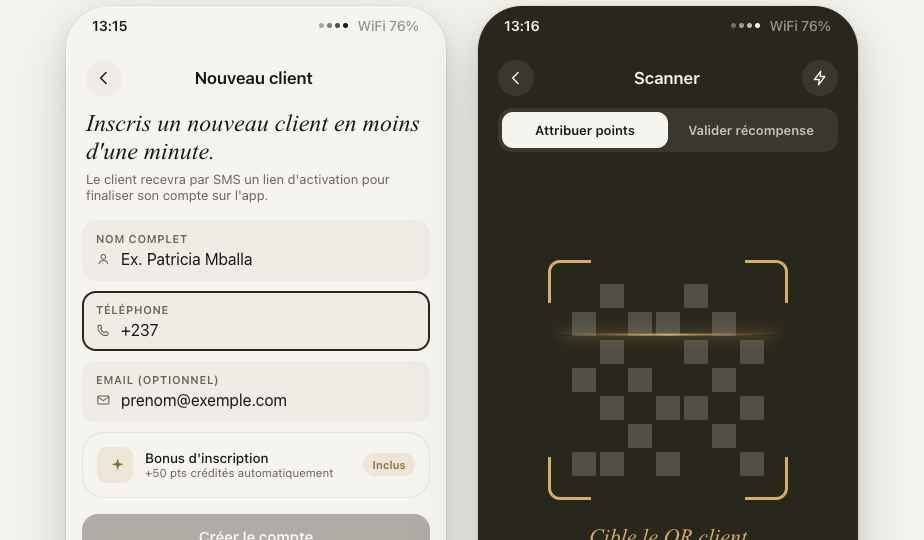 13:15
WiFi 76%
Nouveau client
Inscris un nouveau client en moins
d'une minute.
Le client recevra par SMS un lien d'activation pour
finaliser son compte sur l'app.
NOM COMPLET
Ex. Patricia Mballa
TÉLÉPHONE
+237
EMAIL (OPTIONNEL)
prenom@exemple.com
Bonus d'inscription
+50 pts crédités automatiquement
Inclus
Créer le compte
13:16
WiFi 76%
Scanner
Attribuer points
Valider récompense
Cible le QR client